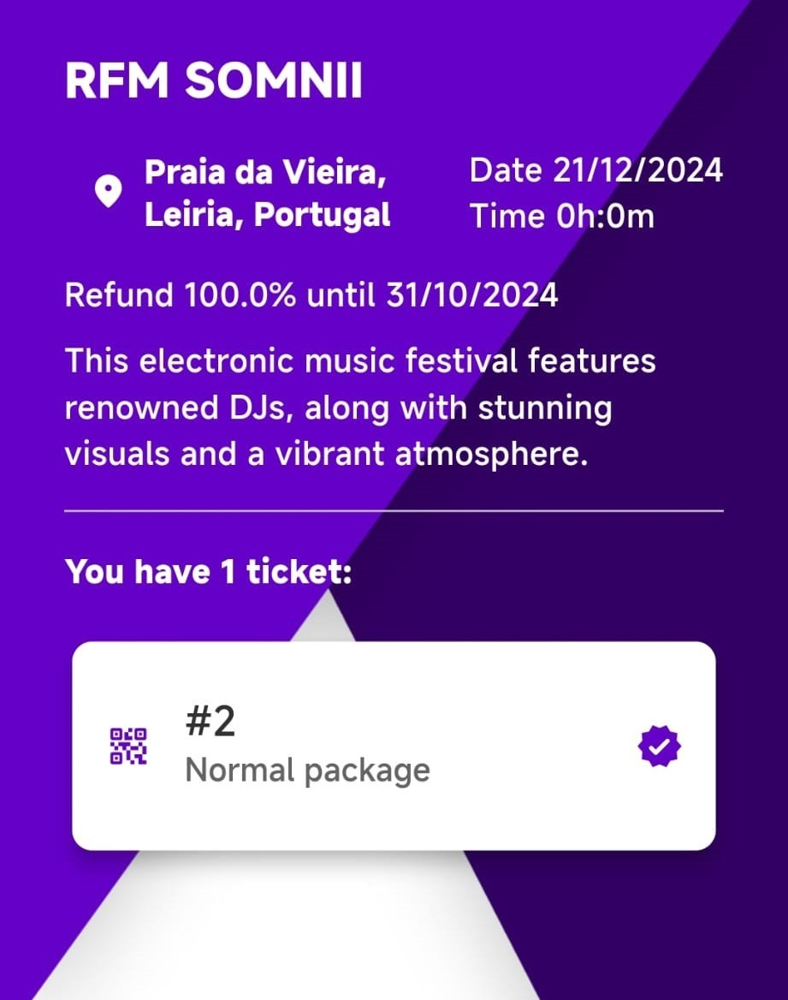 RFM SOMNII
Praia da Vieira,
Leiria, Portugal
Date 21/12/2024
Time 0h:0m
Refund 100.0% until 31/10/2024
This electronic music festival features
renowned DJs, along with stunning
visuals and a vibrant atmosphere.
You have 1 ticket:
#2
Normal package